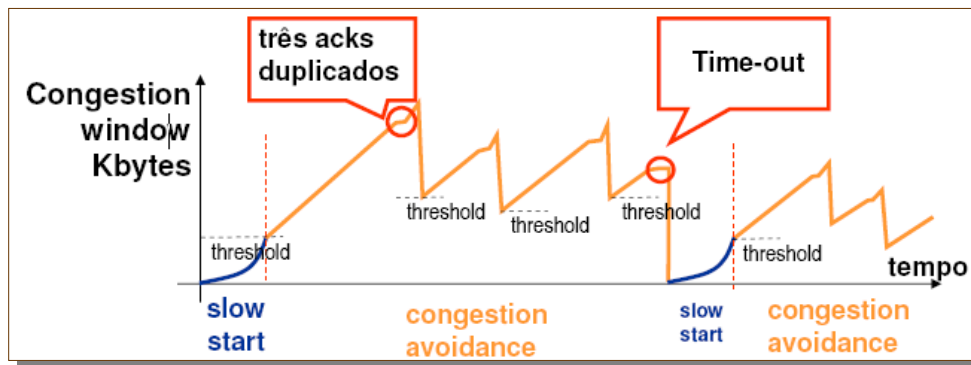 três acks
duplicados
Time-out
Congestion
window
Kbytes
threshold
threshold
threshold
threshold
threshold
tempo
slow
start
congestion
avoidance
slow
start
congestion
avoidance